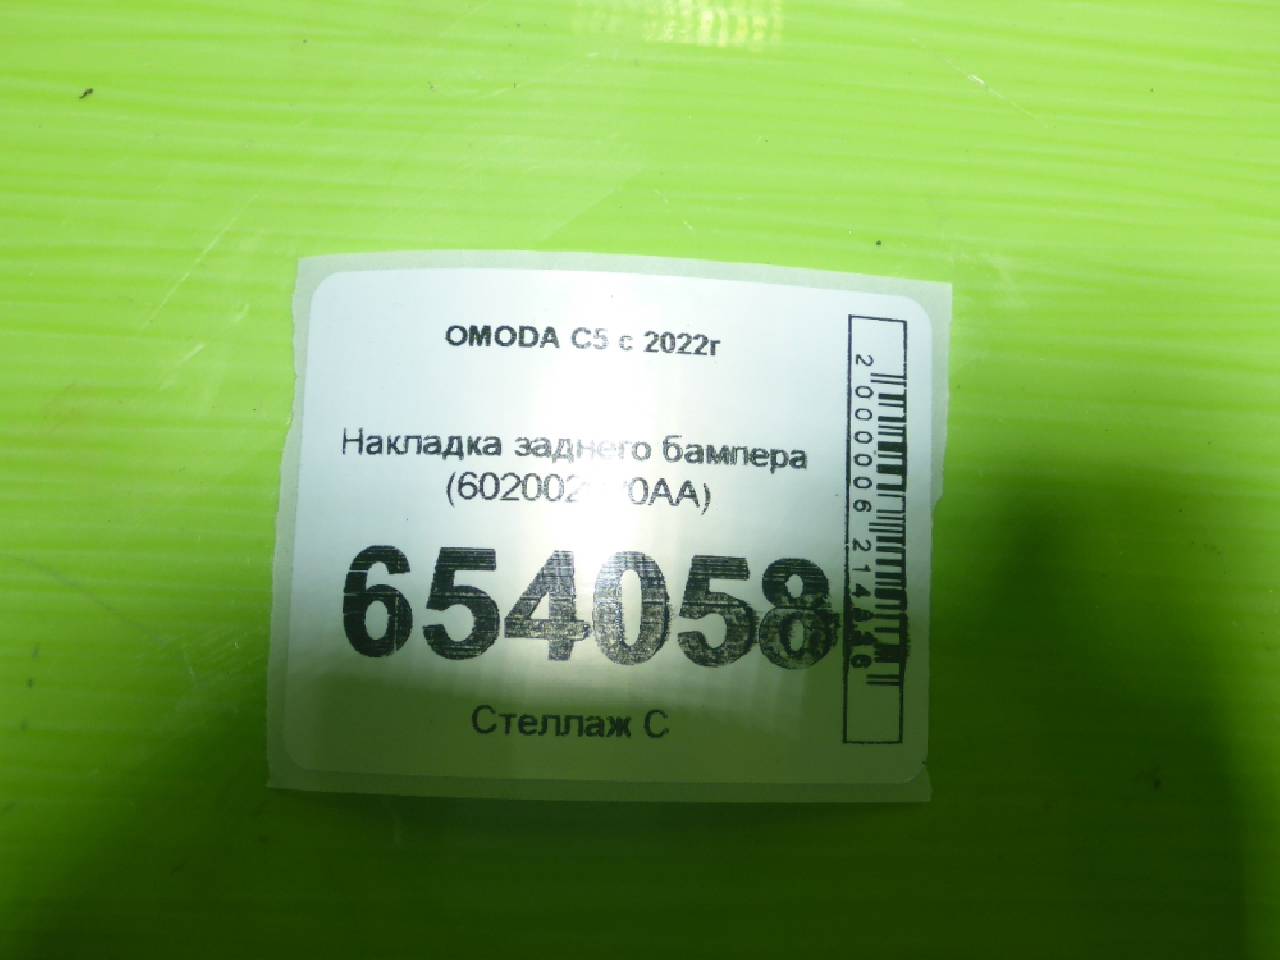 OMODA C5 с 2022г
Накладка заднего бампера
654058
Стеллаж С